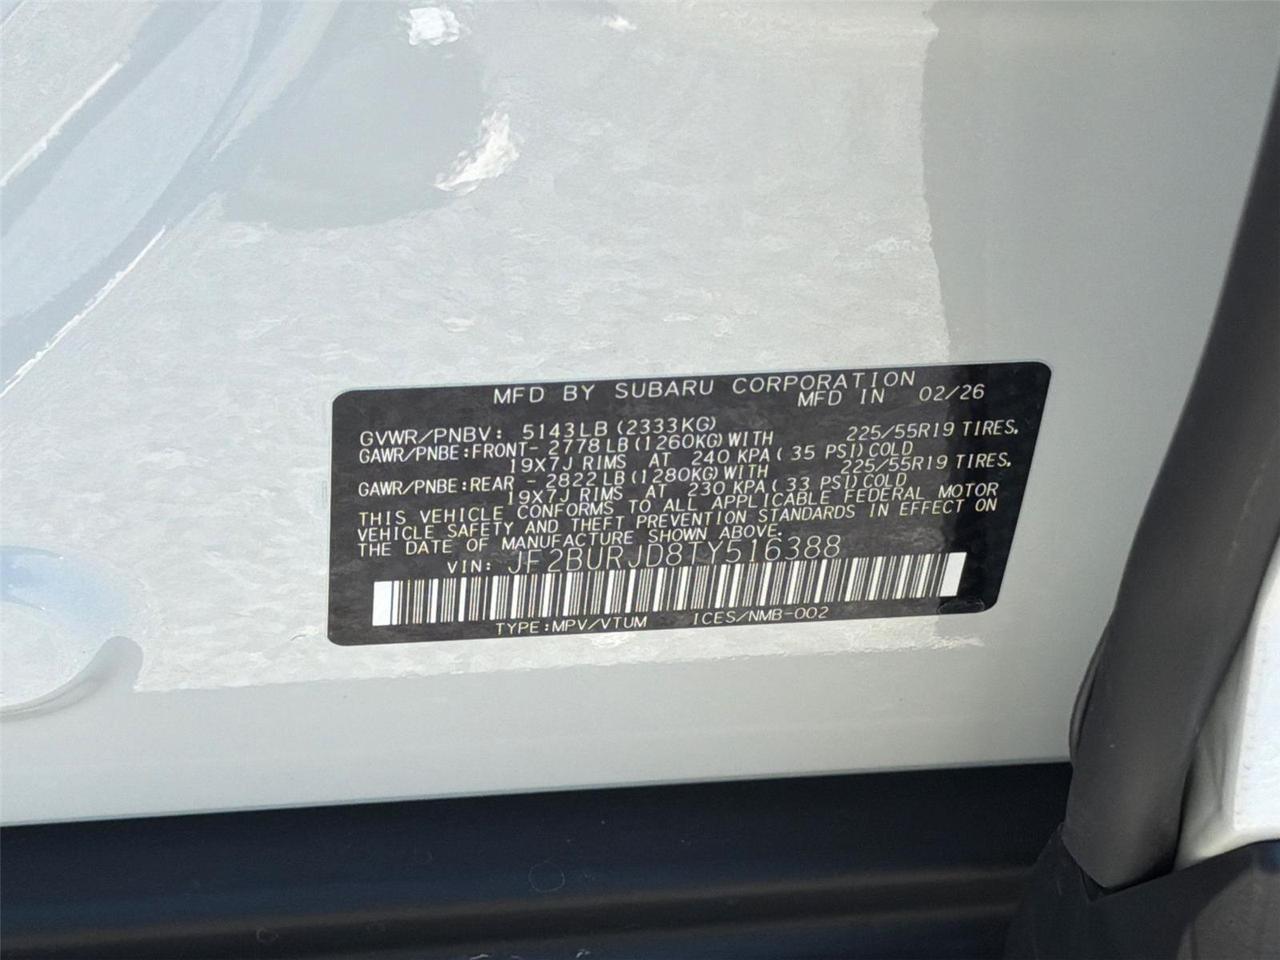 MFD BY SUBARU CORPORATION
MFD IN 02/26
GVWR/PNBV: 5143LB(2333KG)
GAWR/PNBE:FRONT- 2778LB(1260KG)WITH 225/55R19 TIRES.
19X7J RIMS AT 240 KPA(35 PSI)COLD
GAWR/PNBE:REAR - 2822LB(1280KG)WITH 225/55R19 TIRES.
19X7J RIMS AT 230 KPA(33 PSI)COLD
THIS VEHICLE CONFORMS TO ALL APPLICABLE FEDERAL MOTOR
VEHICLE SAFETY AND THEFT PREVENTION STANDARDS IN EFFECT ON
THE DATE OF MANUFACTURE SHOWN ABOVE.
VIN: JF2BURJD8TY516388
TYPE:MPV/VTUM ICES/NMB-002